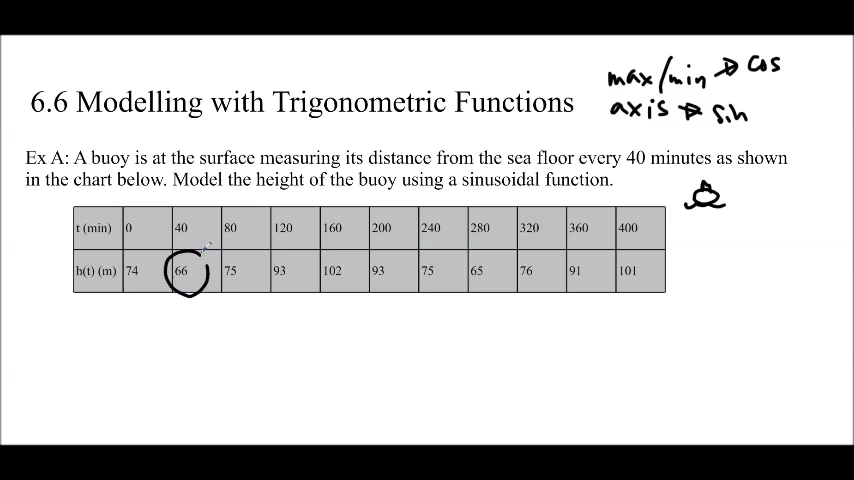 max/min → cos
axis → sin
6.6 Modelling with Trigonometric Functions
Ex A: A buoy is at the surface measuring its distance from the sea floor every 40 minutes as shown
in the chart below. Model the height of the buoy using a sinusoidal function.
t (min) 0 40 80 120 160 200 240 280 320 360 400
h(t) (m) 74 66 75 93 102 93 75 65 76 91 101